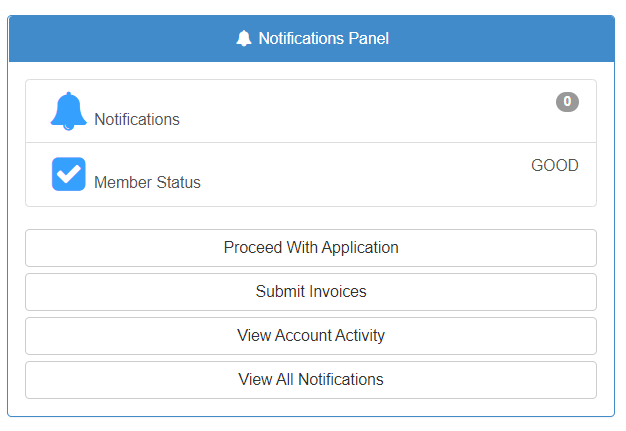 Notifications Panel
Notifications 0
Member Status GOOD
Proceed With Application
Submit Invoices
View Account Activity
View All Notifications